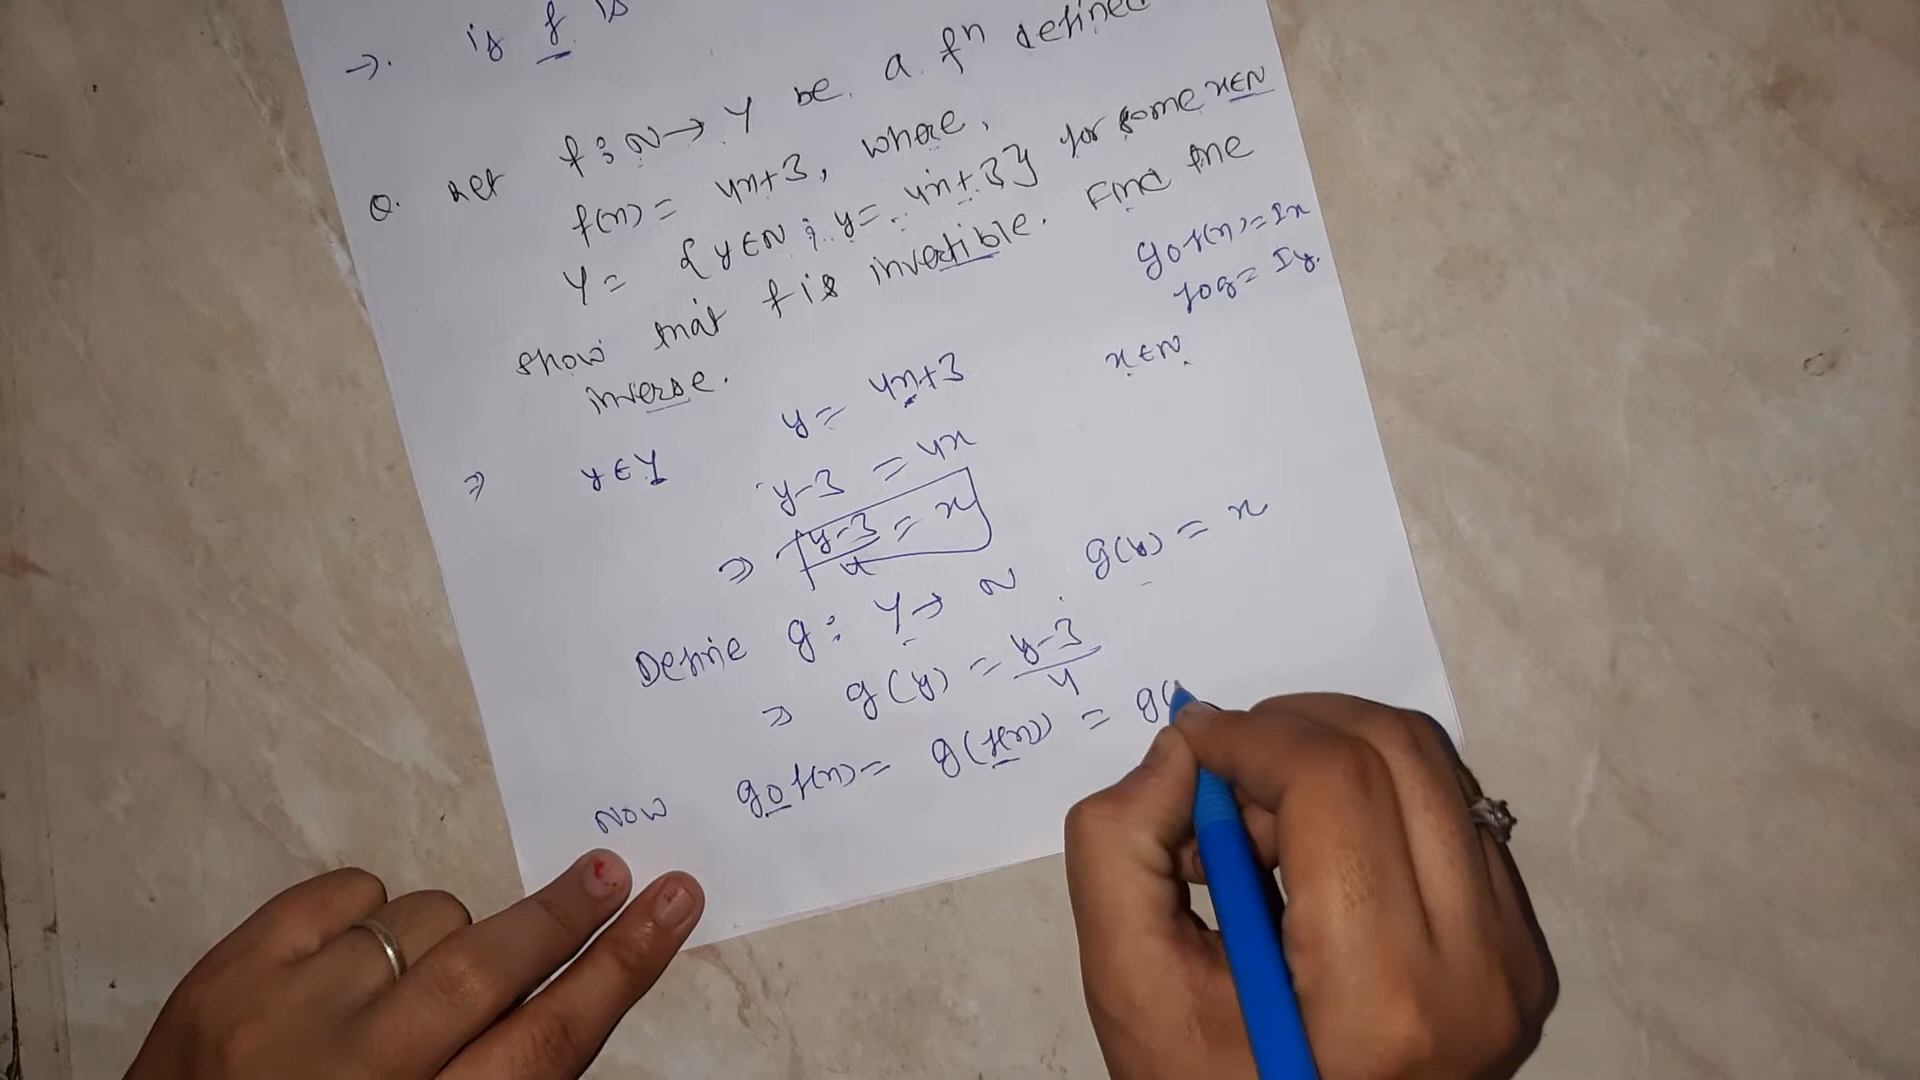 →. is f is
Q. Let f : N → Y be a fⁿ defined
f(x) = 4x+3, where,
Y = {y∈N ; y = 4x+3} for some x∈N
show that f is invertible. Find the
inverse.
gof(x) = Ix
fog = Iy.
⇒ y∈Y y = 4x+3 x∈N
y-3 = 4x
⇒ y-3/4 = x
Define g : Y → N . g(y) = x
⇒ g(y) = y-3/4
Now gof(x) = g(f(x)) = g(